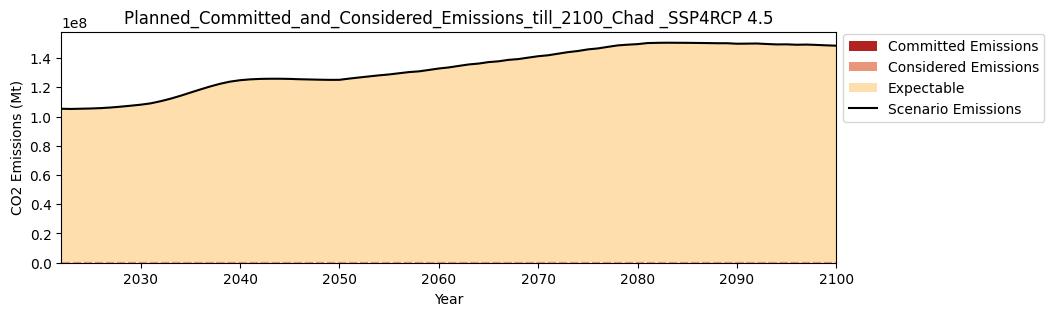 Planned_Committed_and_Considered_Emissions_till_2100_Chad _SSP4RCP 4.5
1e8
1.4
1.2
1.0
0.8
0.6
0.4
0.2
0.0
CO2 Emissions (Mt)
2030
2040
2050
2060
2070
2080
2090
2100
Year
Committed Emissions
Considered Emissions
Expectable
Scenario Emissions